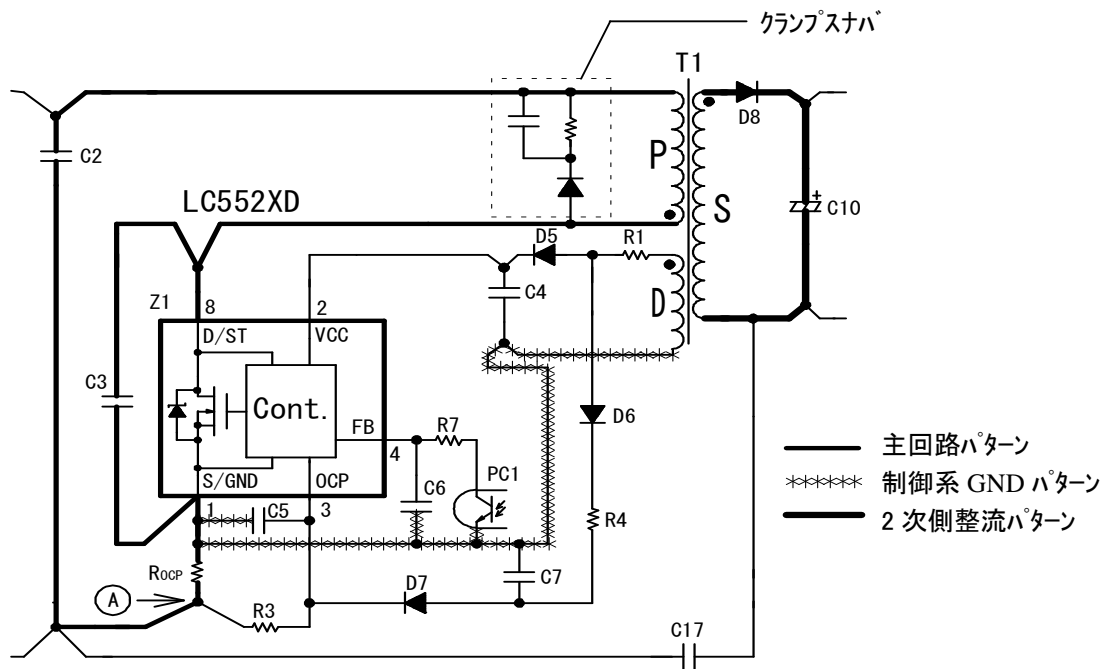 クランプスナバ
T1
D8
C2
P
S
C10
LC552XD
D5
R1
C4
D
Z1
8
2
D/ST
VCC
C3
Cont.
D6
FB
R7
4
PC1
S/GND
OCP
C6
1
C5
3
R4
ROCP
C7
D7
A
R3
C17
主回路パターン
制御系 GND パターン
2 次側整流パターン
+